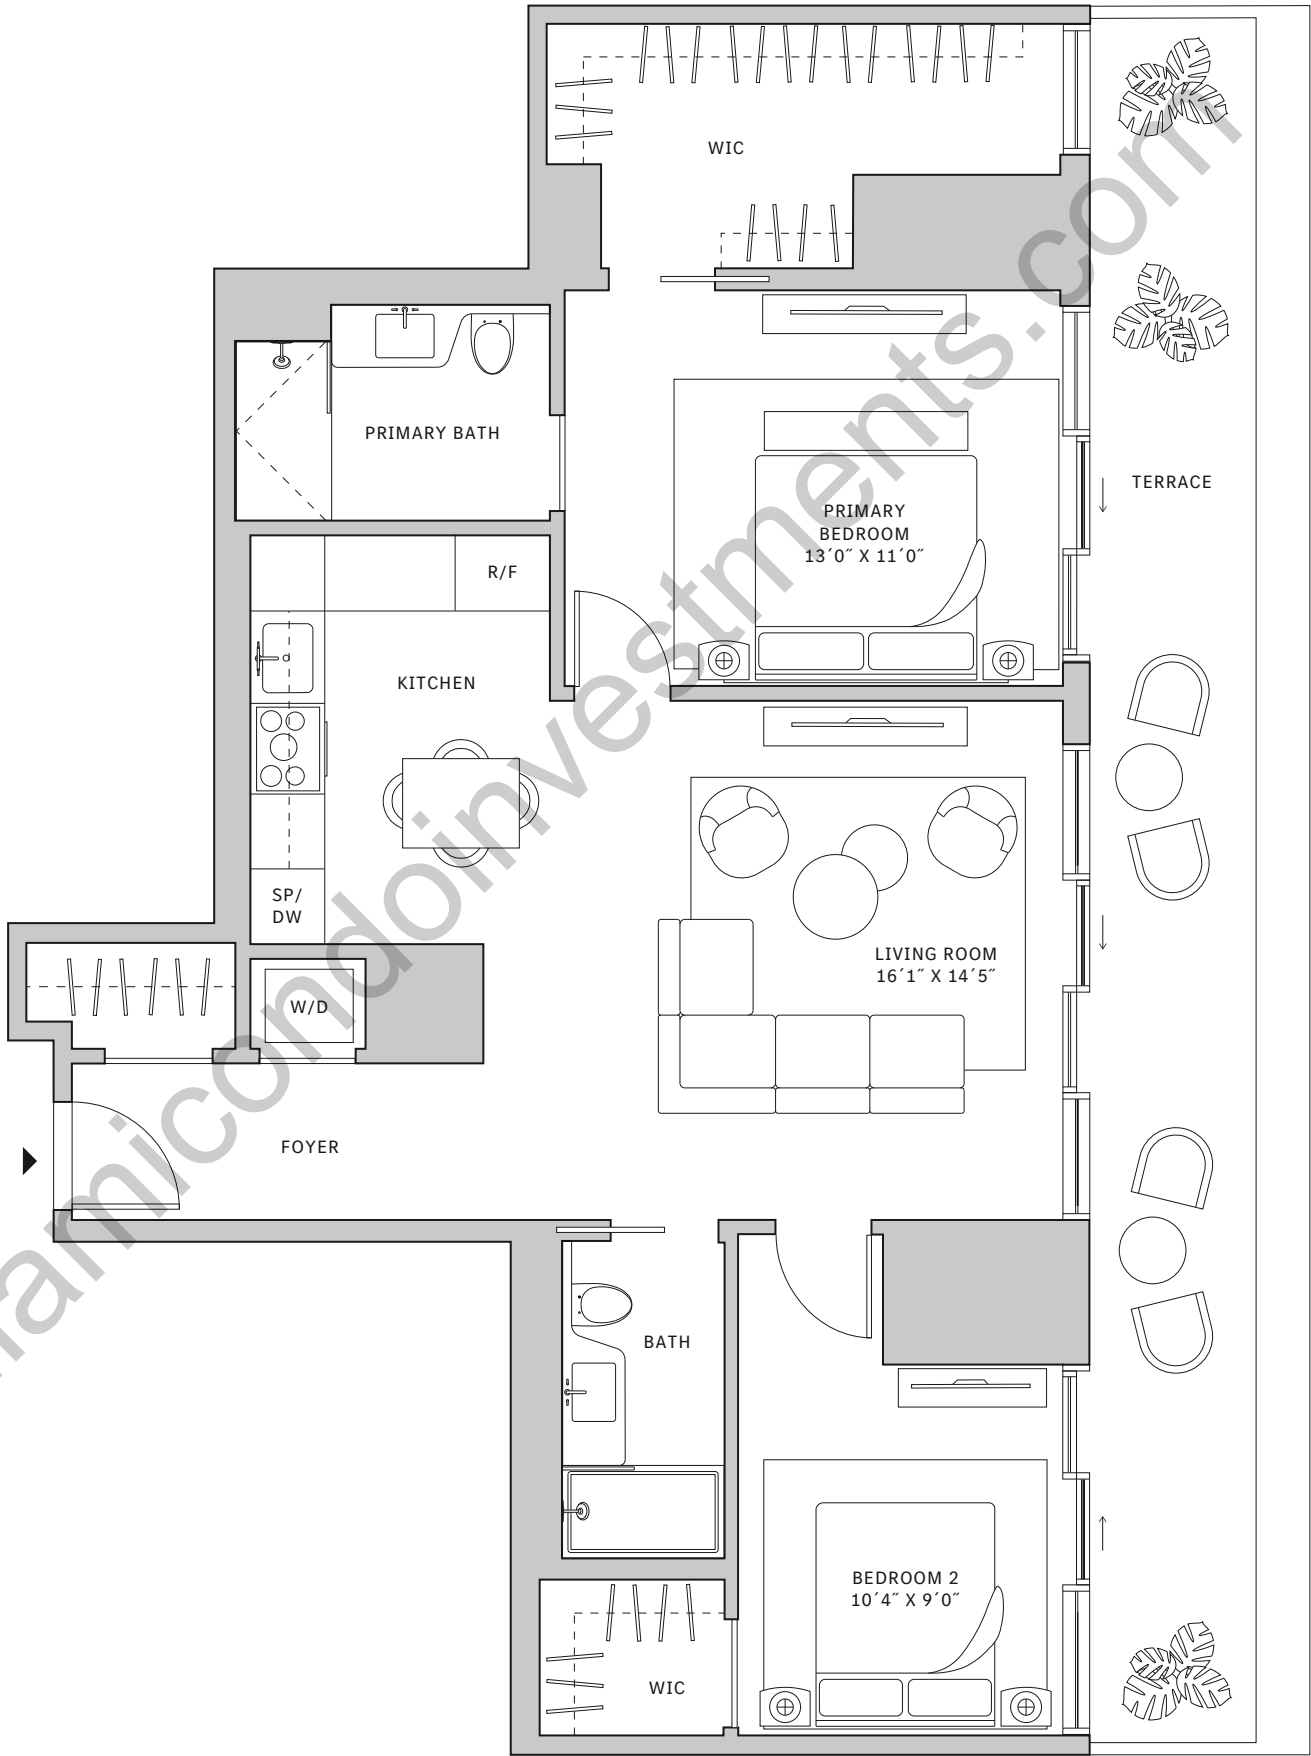 WIC
PRIMARY BATH
TERRACE
PRIMARY
BEDROOM
13´0˝ X 11´0˝
R/F
KITCHEN
SP/
DW
LIVING ROOM
16´1˝ X 14´5˝
W/D
FOYER
BATH
BEDROOM 2
10´4˝ X 9´0˝
WIC
amicondoinvestments.com